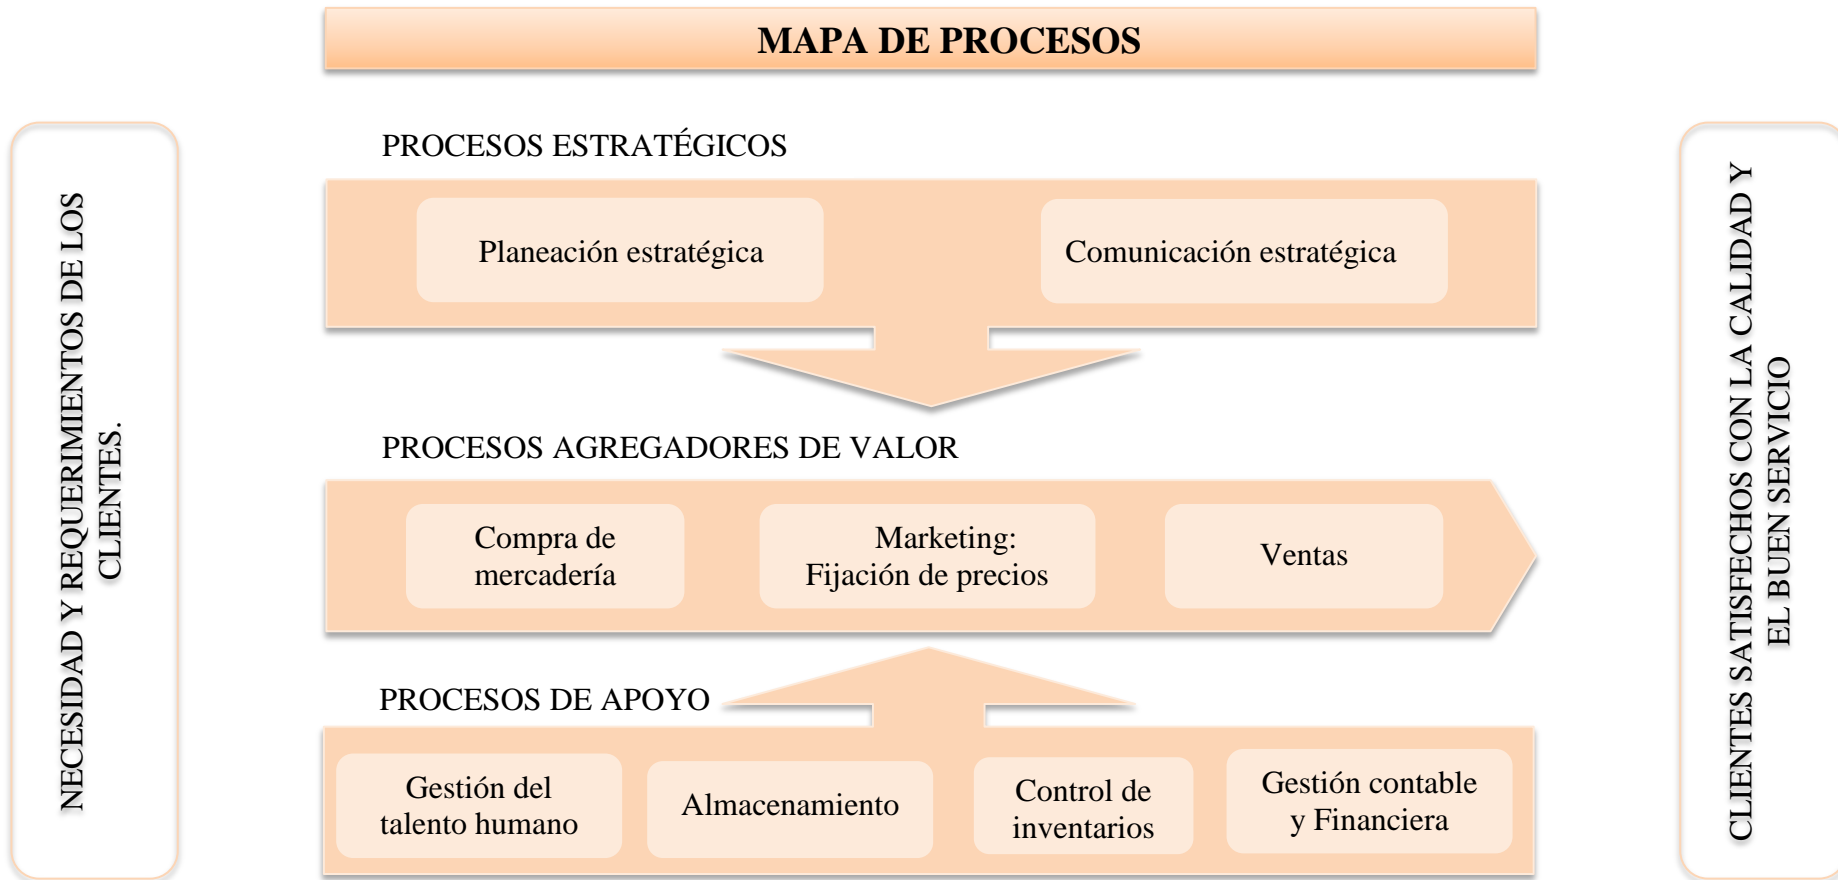 MAPA DE PROCESOS
NECESIDAD Y REQUERIMIENTOS DE LOS
CLIENTES.
PROCESOS ESTRATÉGICOS
Planeación estratégica
Comunicación estratégica
PROCESOS AGREGADORES DE VALOR
Compra de
mercadería
Marketing:
Fijación de precios
Ventas
PROCESOS DE APOYO
Gestión del
talento humano
Almacenamiento
Control de
inventarios
Gestión contable
y Financiera
CLIENTES SATISFECHOS CON LA CALIDAD Y
EL BUEN SERVICIO